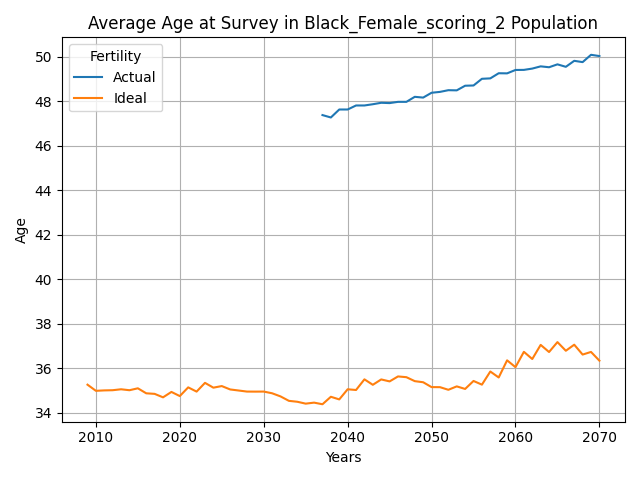 Average Age at Survey in Black_Female_scoring_2 Population
Fertility
Actual
Ideal
50
48
46
44
42
40
38
36
34
Age
2010 2020 2030 2040 2050 2060 2070
Years